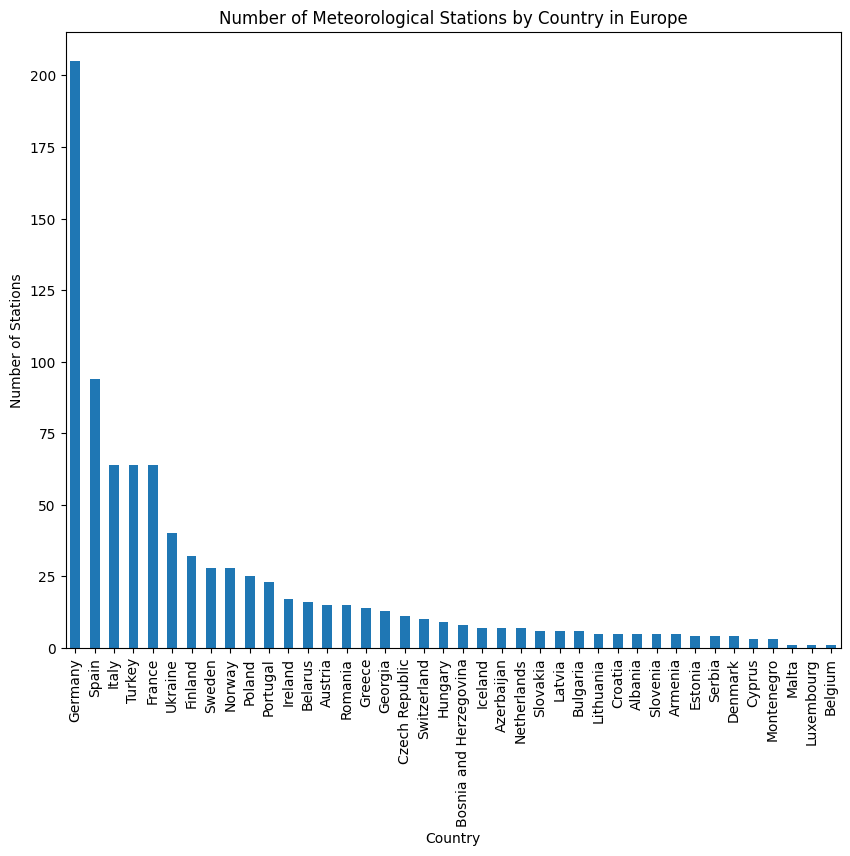 Number of Meteorological Stations by Country in Europe
Number of Stations
200
175
150
125
100
75
50
25
0
Germany
Spain
Italy
Turkey
France
Ukraine
Finland
Sweden
Norway
Poland
Portugal
Ireland
Belarus
Austria
Romania
Greece
Georgia
Czech Republic
Switzerland
Hungary
Bosnia and Herzegovina
Iceland
Azerbaijan
Netherlands
Slovakia
Latvia
Bulgaria
Lithuania
Croatia
Albania
Slovenia
Armenia
Estonia
Serbia
Denmark
Cyprus
Montenegro
Malta
Luxembourg
Belgium
Country